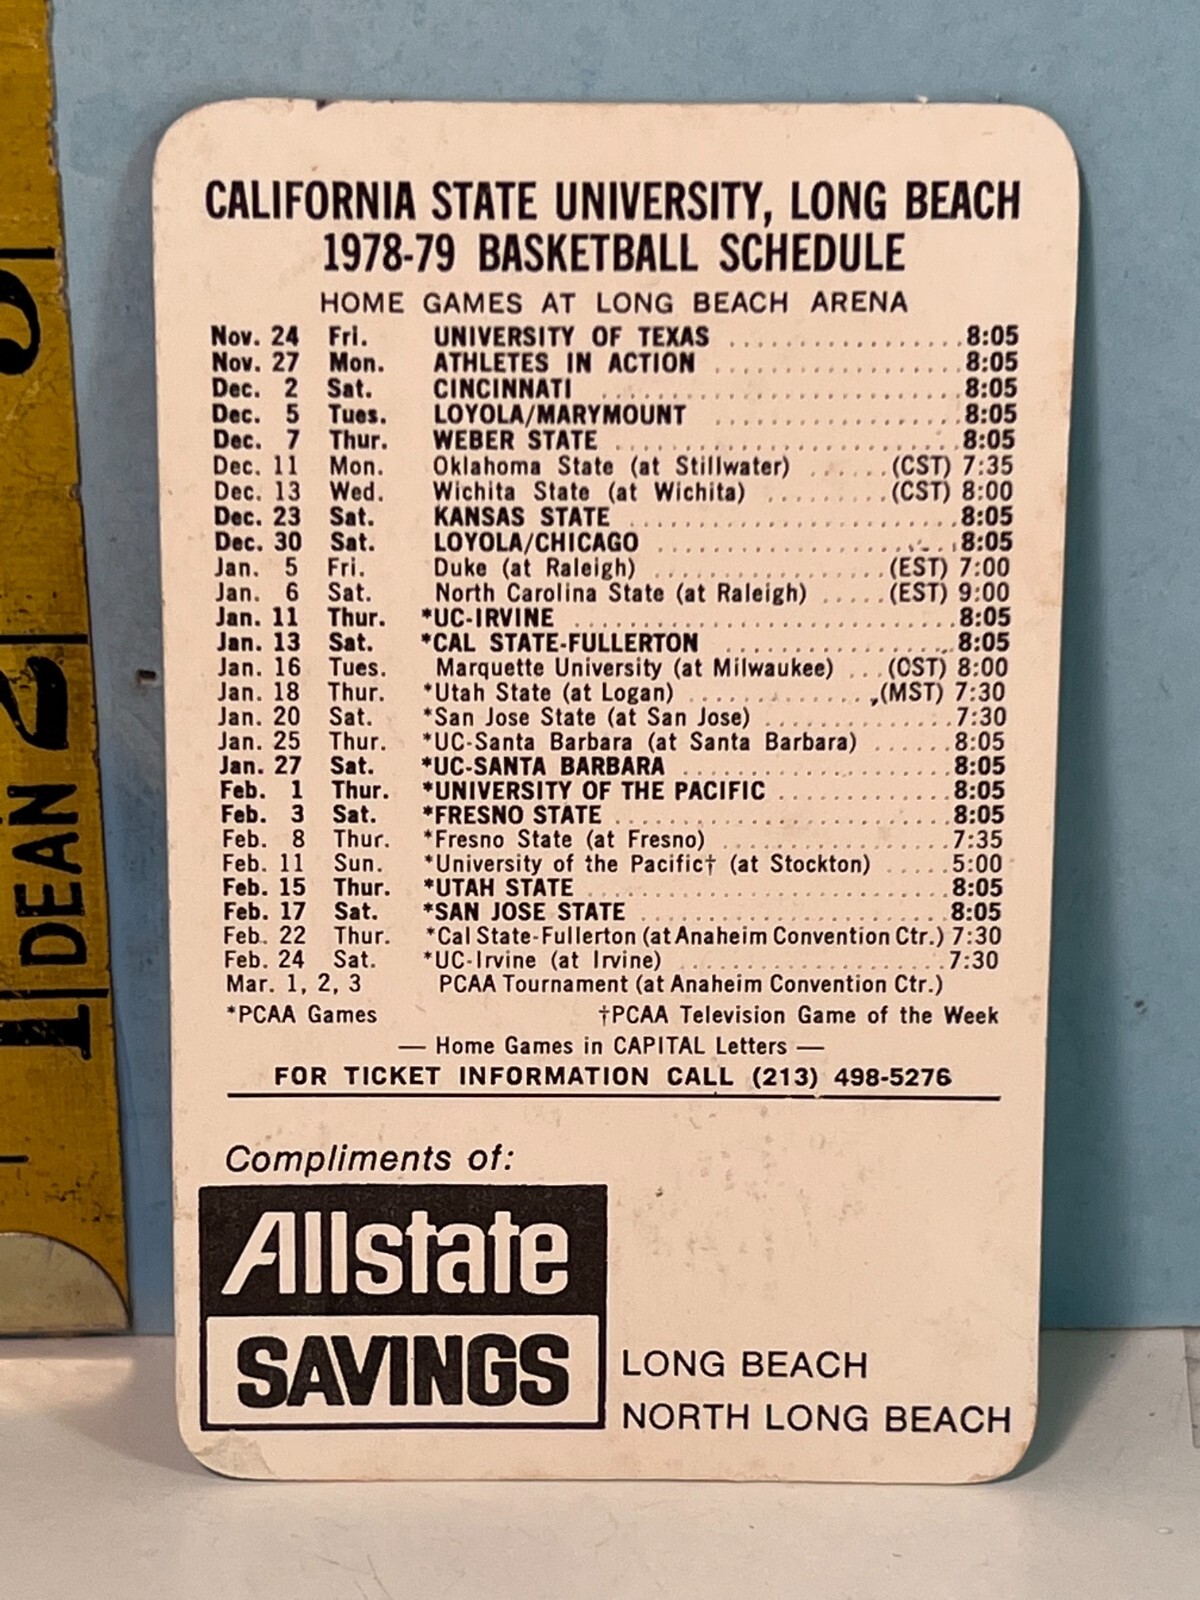 CALIFORNIA STATE UNIVERSITY, LONG BEACH
1978-79 BASKETBALL SCHEDULE
HOME GAMES AT LONG BEACH ARENA
Nov. 24 Fri. UNIVERSITY OF TEXAS 8:05
Nov. 27 Mon. ATHLETES IN ACTION 8:05
Dec. 2 Sat. CINCINNATI 8:05
Dec. 5 Tues. LOYOLA/MARYMOUNT 8:05
Dec. 7 Thur. WEBER STATE 8:05
Dec. 11 Mon. Oklahoma State (at Stillwater) (CST) 7:35
Dec. 13 Wed. Wichita State (at Wichita) (CST) 8:00
Dec. 23 Sat. KANSAS STATE 8:05
Dec. 30 Sat. LOYOLA/CHICAGO 8:05
Jan. 5 Fri. Duke (at Raleigh) (EST) 7:00
Jan. 6 Sat. North Carolina State (at Raleigh) (EST) 9:00
Jan. 11 Thur. *UC-IRVINE 8:05
Jan. 13 Sat. *CAL STATE-FULLERTON 8:05
Jan. 16 Tues. Marquette University (at Milwaukee) (CST) 8:00
Jan. 18 Thur. *Utah State (at Logan) (MST) 7:30
Jan. 20 Sat. *San Jose State (at San Jose) 7:30
Jan. 25 Thur. *UC-Santa Barbara (at Santa Barbara) 8:05
Jan. 27 Sat. *UC-SANTA BARBARA 8:05
Feb. 1 Thur. *UNIVERSITY OF THE PACIFIC 8:05
Feb. 3 Sat. *FRESNO STATE 8:05
Feb. 8 Thur. *Fresno State (at Fresno) 7:35
Feb. 11 Sun. *University of the Pacific† (at Stockton) 5:00
Feb. 15 Thur. *UTAH STATE 8:05
Feb. 17 Sat. *SAN JOSE STATE 8:05
Feb. 22 Thur. *Cal State-Fullerton (at Anaheim Convention Ctr.) 7:30
Feb. 24 Sat. *UC-Irvine (at Irvine) 7:30
Mar. 1, 2, 3 PCAA Tournament (at Anaheim Convention Ctr.)
*PCAA Games †PCAA Television Game of the Week
— Home Games in CAPITAL Letters —
FOR TICKET INFORMATION CALL (213) 498-5276
Compliments of:
Allstate
SAVINGS
LONG BEACH
NORTH LONG BEACH
DEAN
2